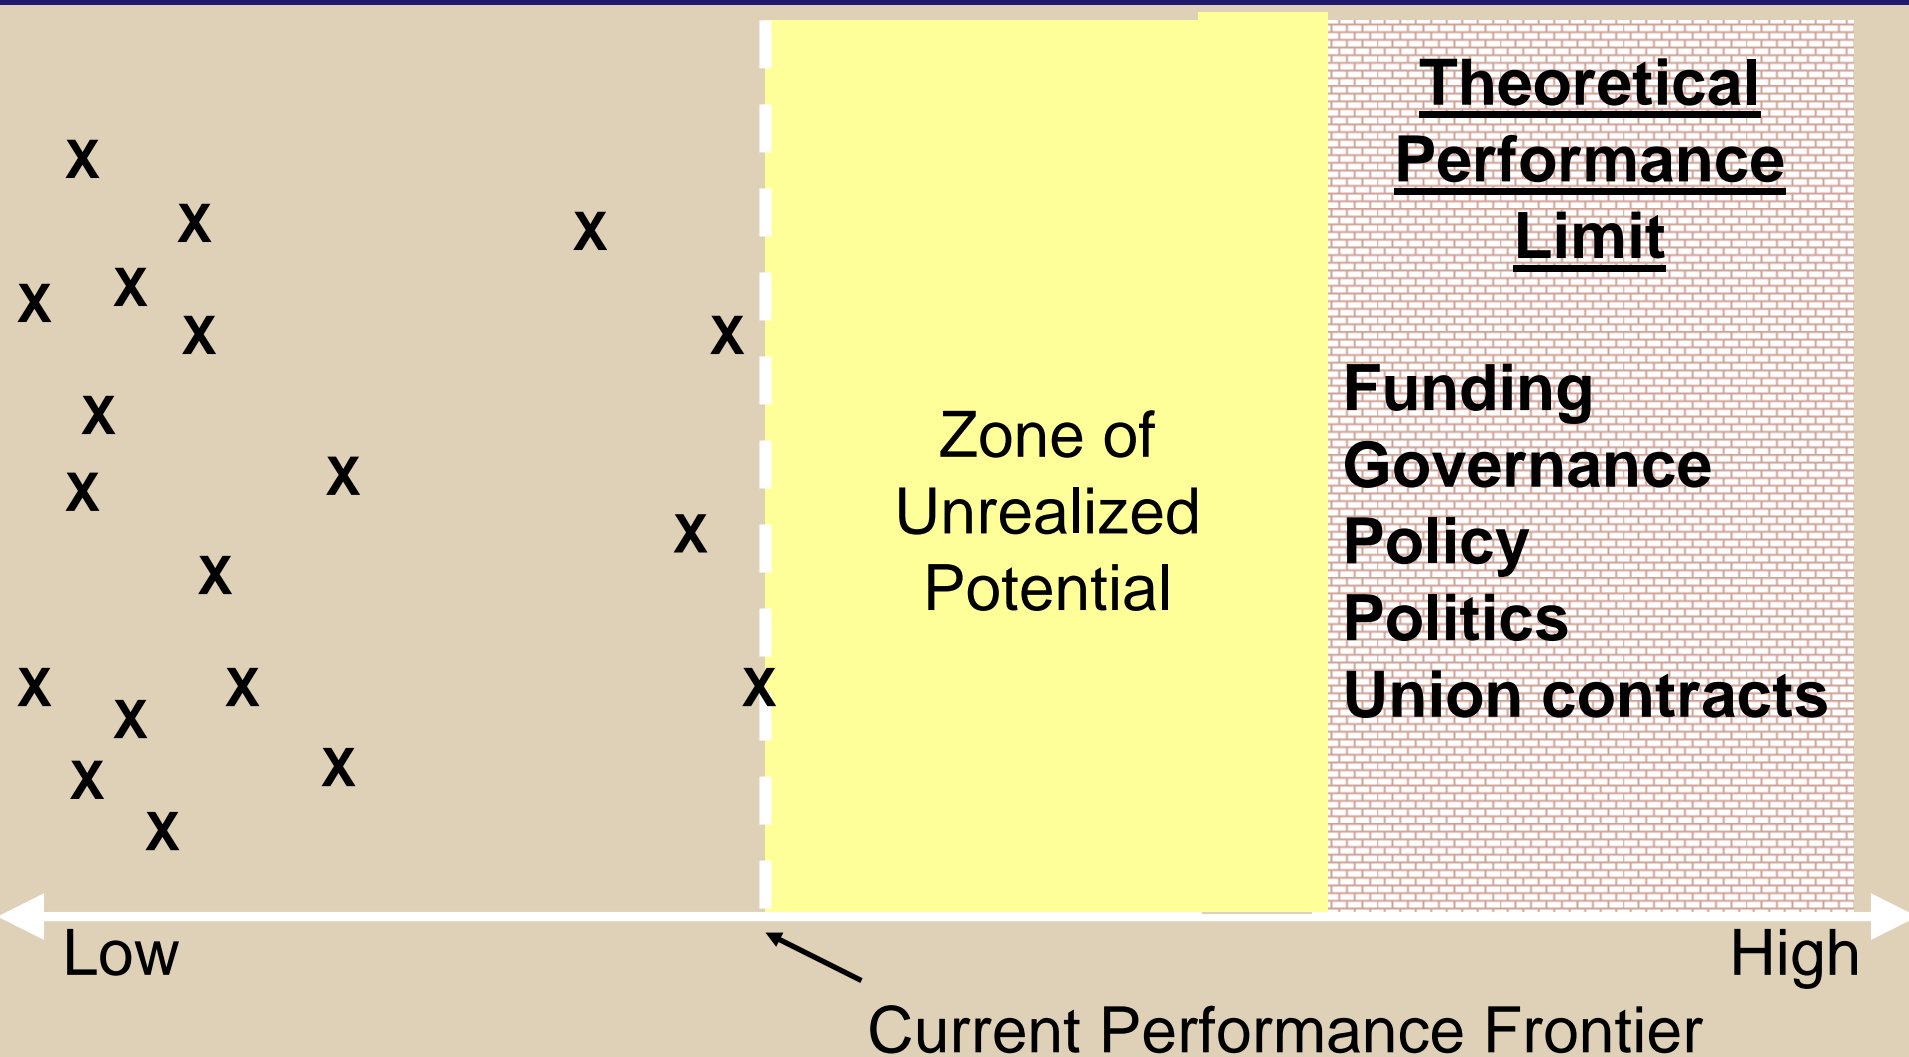 Theoretical
Performance
Limit
X
X
X
X
X
X
X
Funding
X
Zone of
Unrealized
Potential
Governance
X
X
X
Policy
X
Politics
X
X
X
Union contracts
X
X
X
X
Low
High
Current Performance Frontier